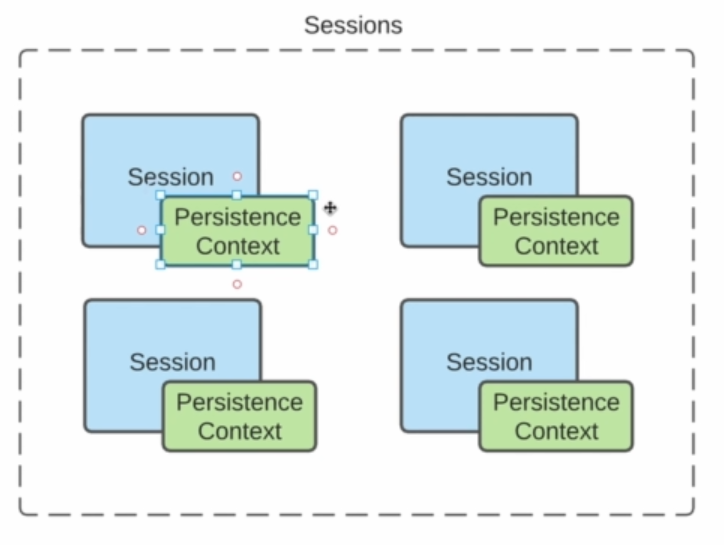 Sessions
Session
Persistence
Context
Session
Persistence
Context
Session
Persistence
Context
Session
Persistence
Context